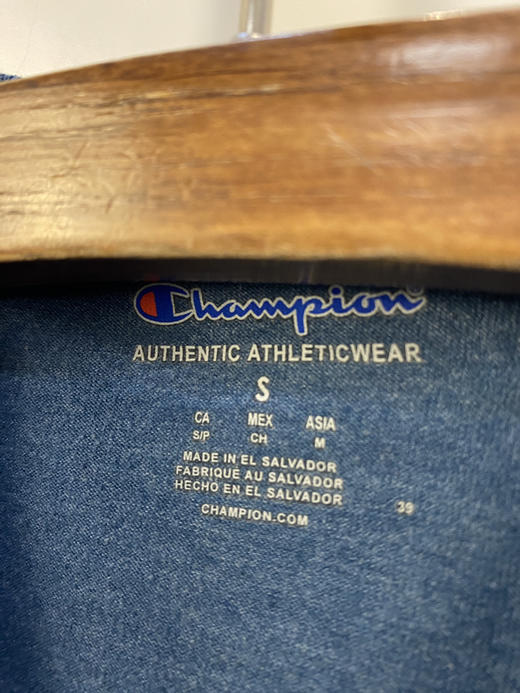 Champion®
AUTHENTIC ATHLETICWEAR
S
CA MEX ASIA
S/P CH M
MADE IN EL SALVADOR
FABRIQUÉ AU SALVADOR
HECHO EN EL SALVADOR
39
CHAMPION.COM